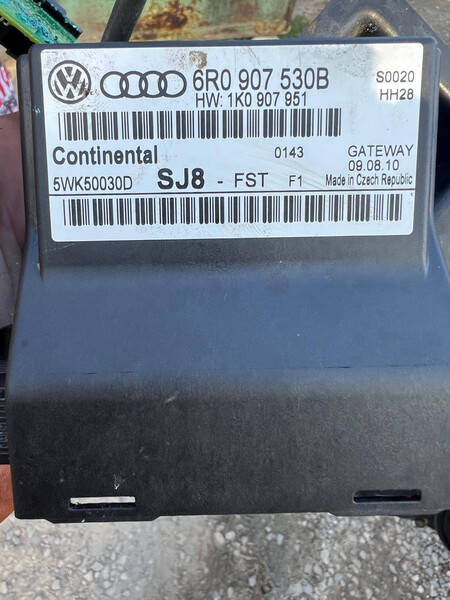 6R0 907 530B
S0020
HW: 1K0 907 951
HH28
Continental
0143
GATEWAY
09.08.10
5WK50030D SJ8 - FST F1 Made in Czech Republic